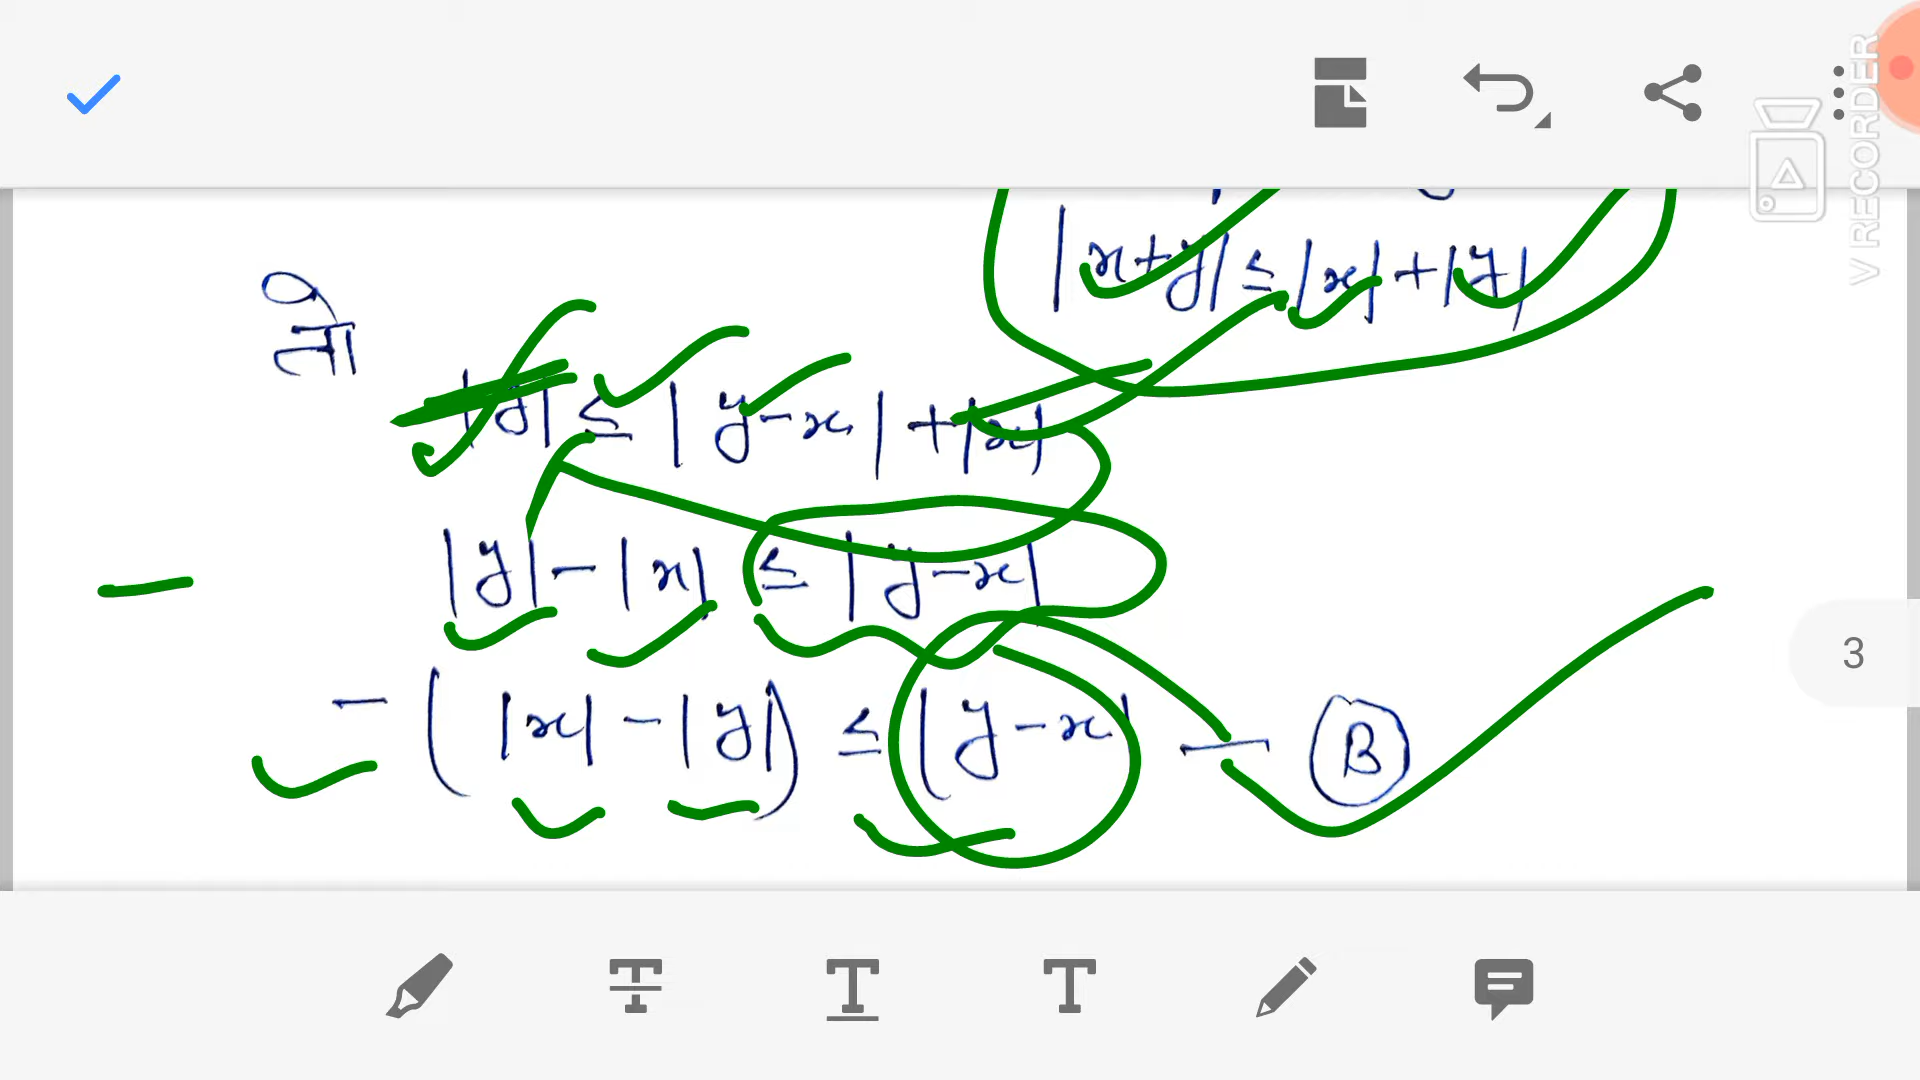 V RECORDER
|x+y| ≤ |x| + |y|
तो
|y| ≤ |y-x| + |x|
|y| - |x| ≤ |y-x|
- (|x| - |y|) ≤ |y-x| — B
3
T T T